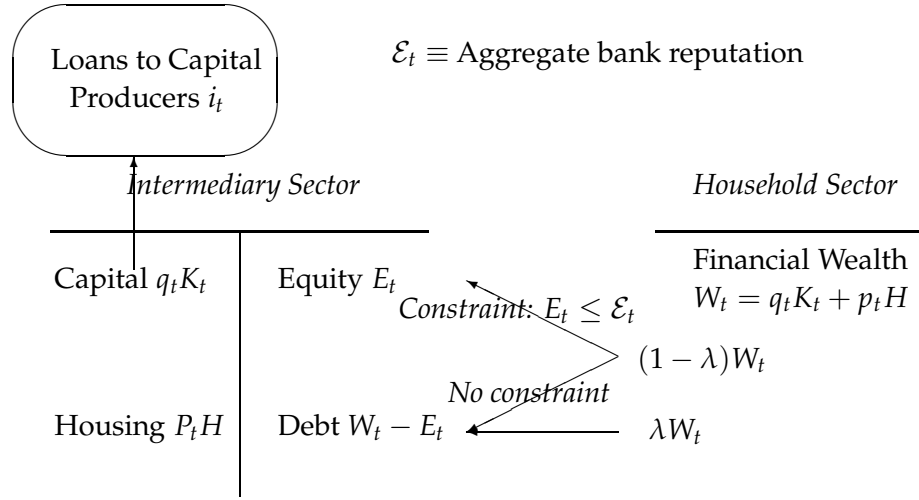 Loans to Capital
Producers i_t
ℰ_t ≡ Aggregate bank reputation
Intermediary Sector
Household Sector
Capital q_tK_t
Equity E_t
Financial Wealth
W_t = q_tK_t + p_tH
Constraint: E_t ≤ ℰ_t
(1 − λ)W_t
No constraint
Housing P_tH
Debt W_t − E_t
λW_t